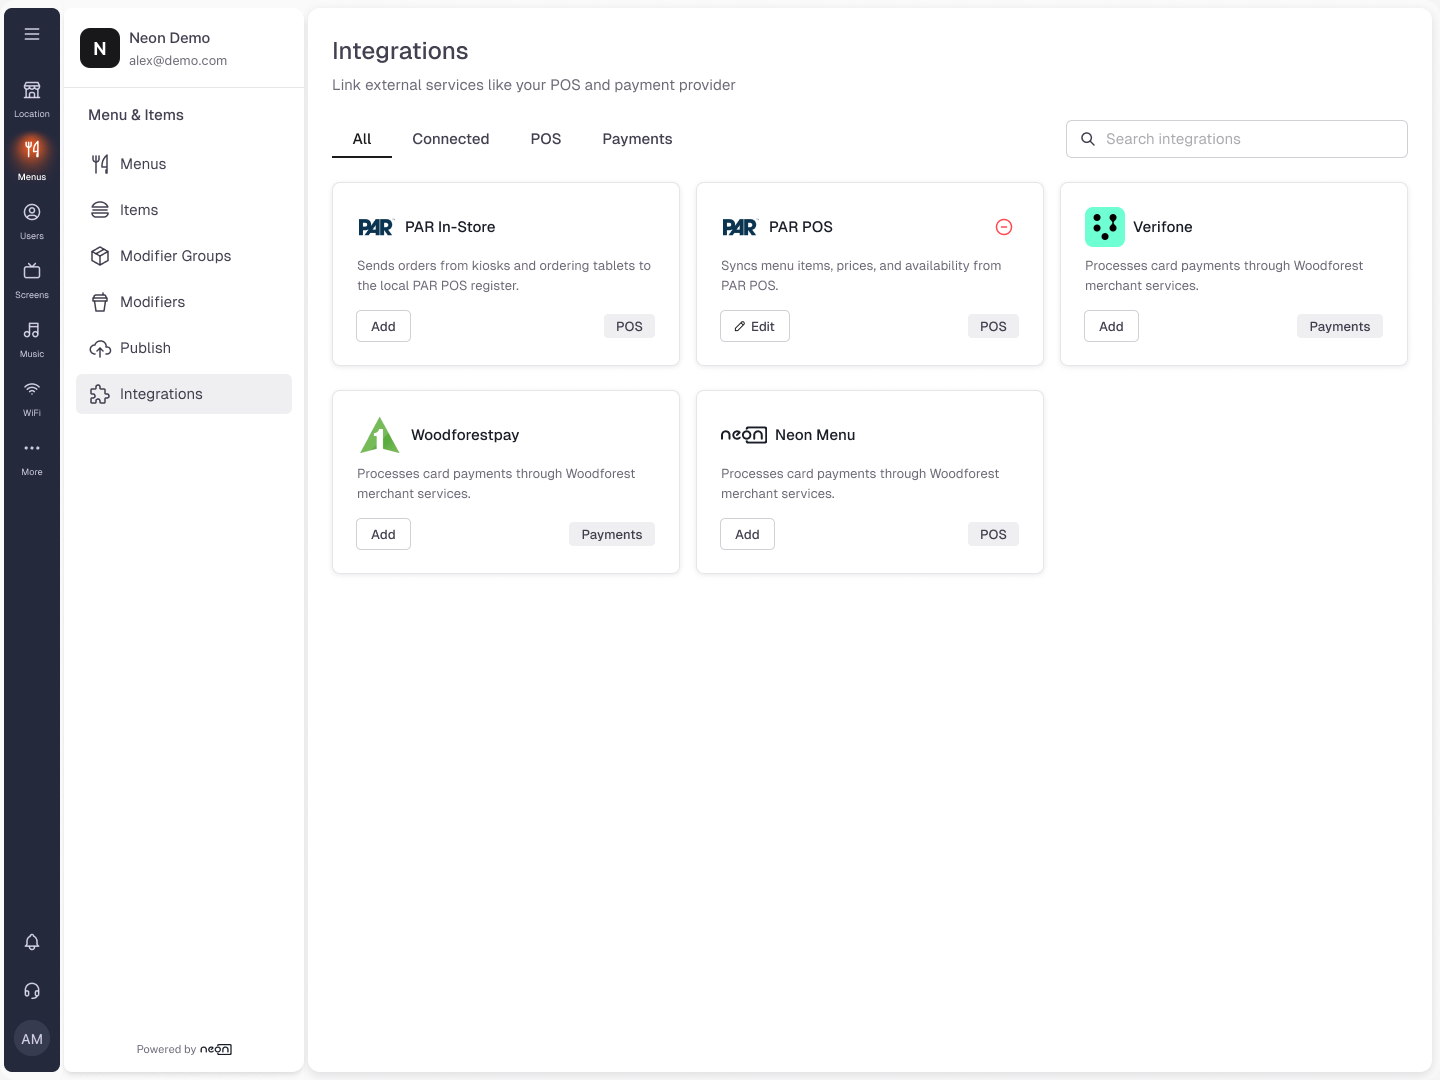 Location
Menus
Users
Screens
Music
WiFi
More
AM
N
Neon Demo
alex@demo.com
Menu & Items
Menus
Items
Modifier Groups
Modifiers
Publish
Integrations
Powered by neon
Integrations
Link external services like your POS and payment provider
All
Connected
POS
Payments
Search integrations
PAR PAR In-Store
Sends orders from kiosks and ordering tablets to
the local PAR POS register.
Add
POS
PAR PAR POS
Syncs menu items, prices, and availability from
PAR POS.
Edit
POS
Verifone
Processes card payments through Woodforest
merchant services.
Add
Payments
1 Woodforestpay
Processes card payments through Woodforest
merchant services.
Add
Payments
neon Neon Menu
Processes card payments through Woodforest
merchant services.
Add
POS